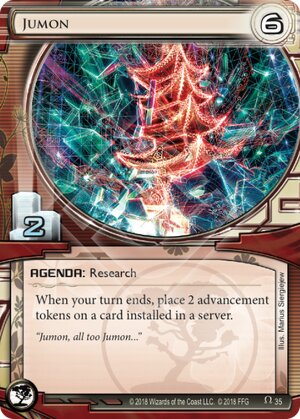 JUMON
6
2
AGENDA: Research
When your turn ends, place 2 advancement
tokens on a card installed in a server.
"Jumon, all too Jumon..."
Illus. Marius Siergiejew
© 2018 Wizards of the Coast LLC. © 2018 FFG
Ω 35